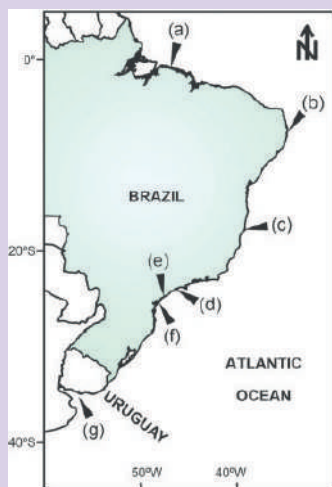 (a)
N
0°
(b)
BRAZIL
(c)
20°S
(e)
(d)
(f)
ATLANTIC
OCEAN
URUGUAY
(g)
40°S
50°W 40°W